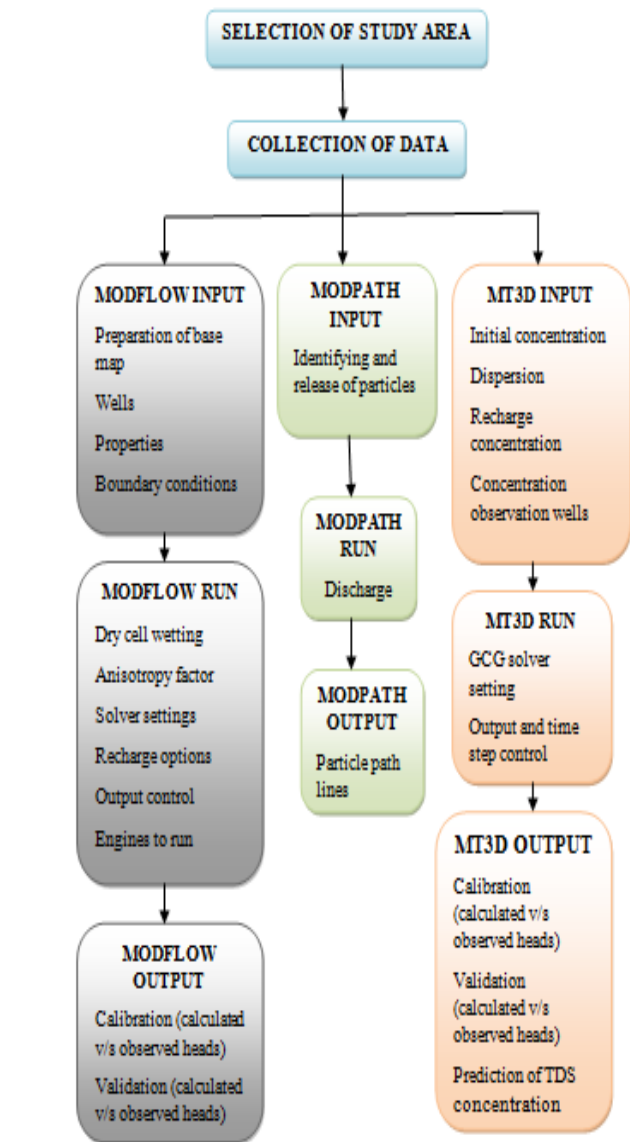 SELECTION OF STUDY AREA
COLLECTION OF DATA
MODFLOW INPUT
Preparation of base
map
Wells
Properties
Boundary conditions
MODFLOW RUN
Dry cell wetting
Anisotropy factor
Solver settings
Recharge options
Output control
Engines to run
MODFLOW
OUTPUT
Calibration (calculated
v/s observed heads)
Validation (calculated
v/s observed heads)
MODPATH
INPUT
Identifying and
release of particles
MODPATH
RUN
Discharge
MODPATH
OUTPUT
Particle path
lines
MT3D INPUT
Initial concentration
Dispersion
Recharge
concentration
Concentration
observation wells
MT3D RUN
GCG solver
setting
Output and time
step control
MT3D OUTPUT
Calibration
(calculated v/s
observed heads)
Validation
(calculated v/s
observed heads)
Prediction of TDS
concentration